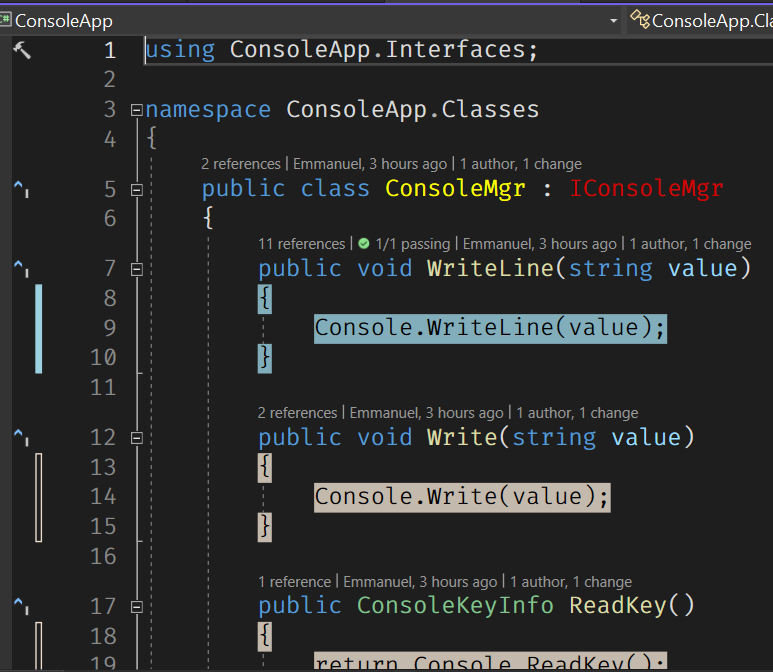 ConsoleApp ConsoleApp.Cla
1 using ConsoleApp.Interfaces;
2
3 namespace ConsoleApp.Classes
4 {
2 references | Emmanuel, 3 hours ago | 1 author, 1 change
5 public class ConsoleMgr : IConsoleMgr
6 {
11 references | 1/1 passing | Emmanuel, 3 hours ago | 1 author, 1 change
7 public void WriteLine(string value)
8 {
9 Console.WriteLine(value);
10 }
11
2 references | Emmanuel, 3 hours ago | 1 author, 1 change
12 public void Write(string value)
13 {
14 Console.Write(value);
15 }
16
1 reference | Emmanuel, 3 hours ago | 1 author, 1 change
17 public ConsoleKeyInfo ReadKey()
18 {
19 return Console.ReadKey();